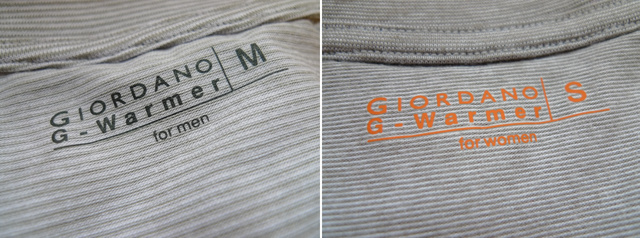 GIORDANO
G-Warmer M
for men
GIORDANO
G-Warmer S
for women